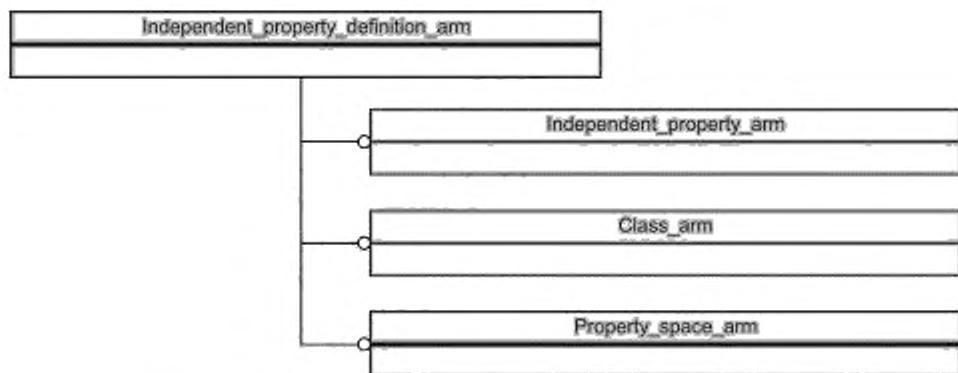 Independent_property_definition_arm
Independent_property_arm
Class_arm
Property_space_arm